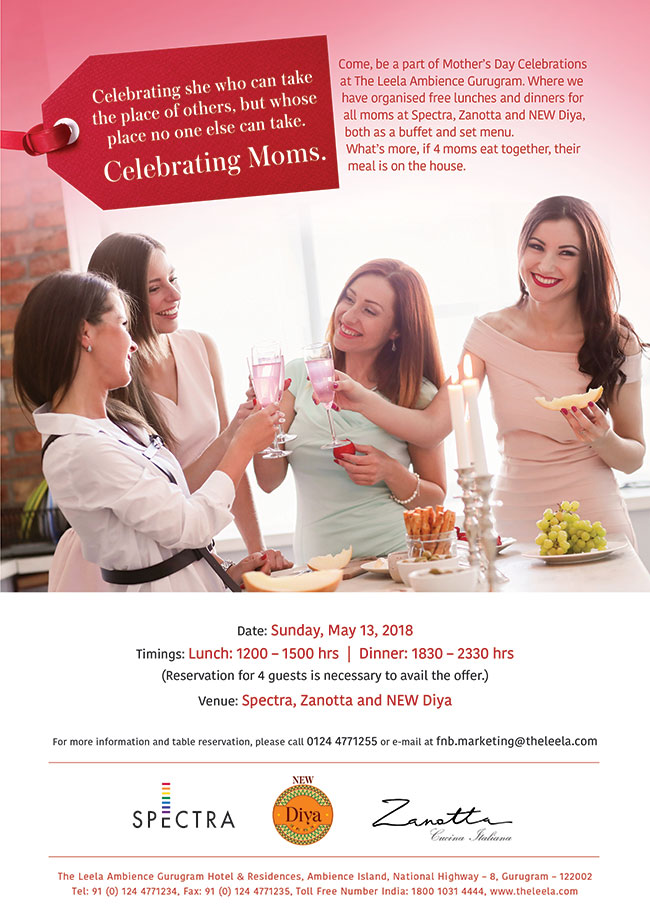 Celebrating she who can take
the place of others, but whose
place no one else can take.
Celebrating Moms.
Come, be a part of Mother's Day Celebrations
at The Leela Ambience Gurugram. Where we
have organised free lunches and dinners for
all moms at Spectra, Zanotta and NEW Diya,
both as a buffet and set menu.
What's more, if 4 moms eat together, their
meal is on the house.
Date: Sunday, May 13, 2018
Timings: Lunch: 1200 – 1500 hrs | Dinner: 1830 – 2330 hrs
(Reservation for 4 guests is necessary to avail the offer.)
Venue: Spectra, Zanotta and NEW Diya
For more information and table reservation, please call 0124 4771255 or e-mail at fnb.marketing@theleela.com
SPECTRA
NEW
Diya
Zanotta
Cucina Italiana
The Leela Ambience Gurugram Hotel & Residences, Ambience Island, National Highway – 8, Gurugram – 122002
Tel: 91 (0) 124 4771234, Fax: 91 (0) 124 4771235, Toll Free Number India: 1800 1031 4444, www.theleela.com